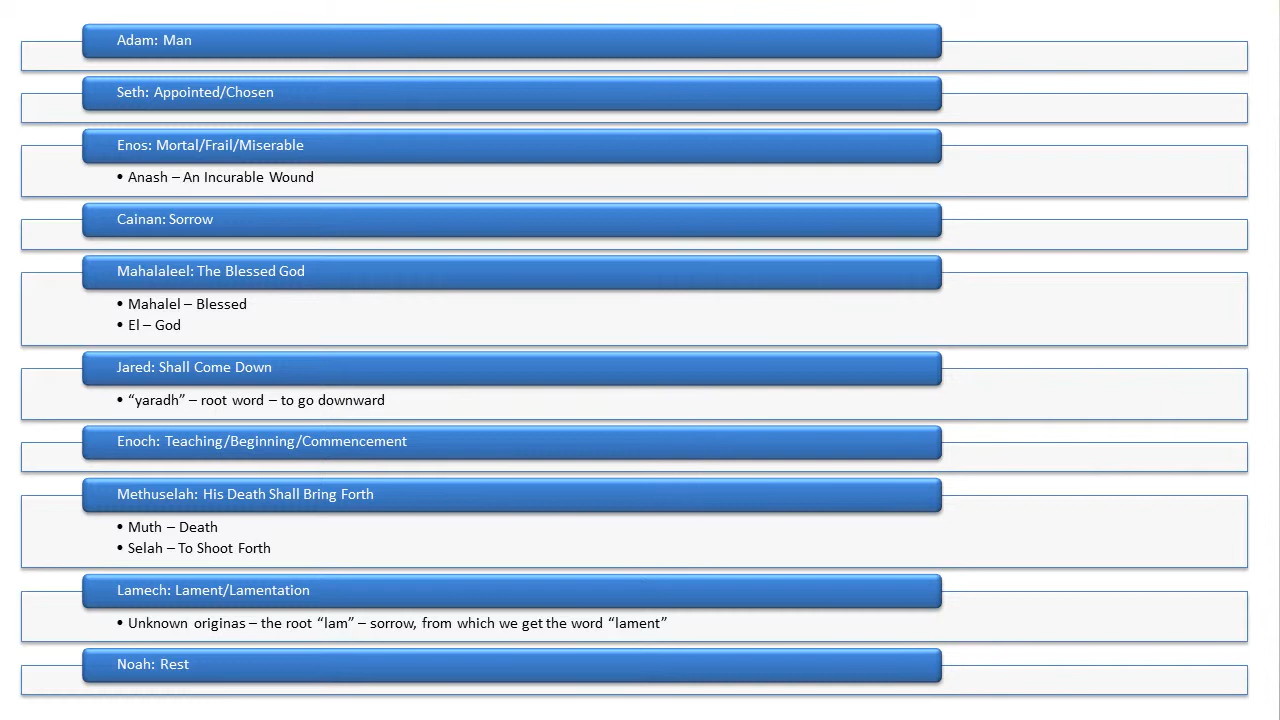 Adam: Man
Seth: Appointed/Chosen
Enos: Mortal/Frail/Miserable
• Anash – An Incurable Wound
Cainan: Sorrow
Mahalaleel: The Blessed God
• Mahalel – Blessed
• El – God
Jared: Shall Come Down
• “yaradh” – root word – to go downward
Enoch: Teaching/Beginning/Commencement
Methuselah: His Death Shall Bring Forth
• Muth – Death
• Selah – To Shoot Forth
Lamech: Lament/Lamentation
• Unknown originas – the root “lam” – sorrow, from which we get the word “lament”
Noah: Rest